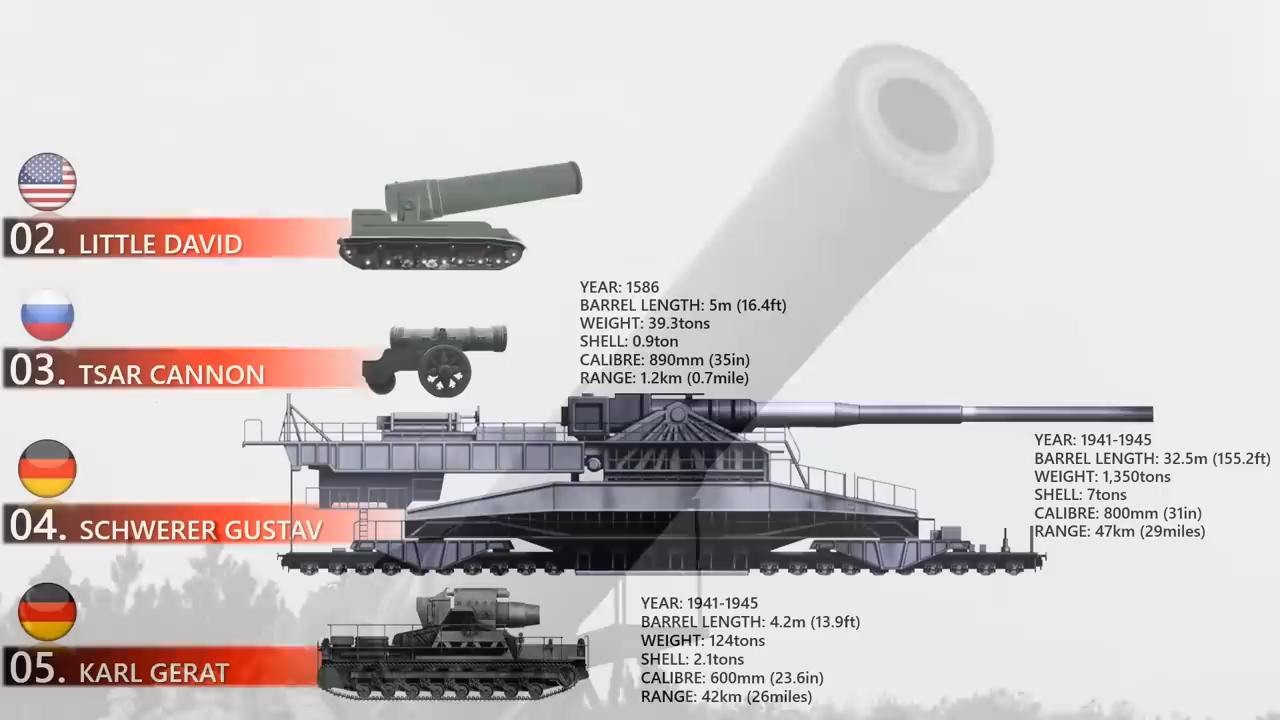 02. LITTLE DAVID
03. TSAR CANNON
YEAR: 1586
BARREL LENGTH: 5m (16.4ft)
WEIGHT: 39.3tons
SHELL: 0.9ton
CALIBRE: 890mm (35in)
RANGE: 1.2km (0.7mile)
04. SCHWERER GUSTAV
YEAR: 1941-1945
BARREL LENGTH: 32.5m (155.2ft)
WEIGHT: 1,350tons
SHELL: 7tons
CALIBRE: 800mm (31in)
RANGE: 47km (29miles)
05. KARL GERAT
YEAR: 1941-1945
BARREL LENGTH: 4.2m (13.9ft)
WEIGHT: 124tons
SHELL: 2.1tons
CALIBRE: 600mm (23.6in)
RANGE: 42km (26miles)